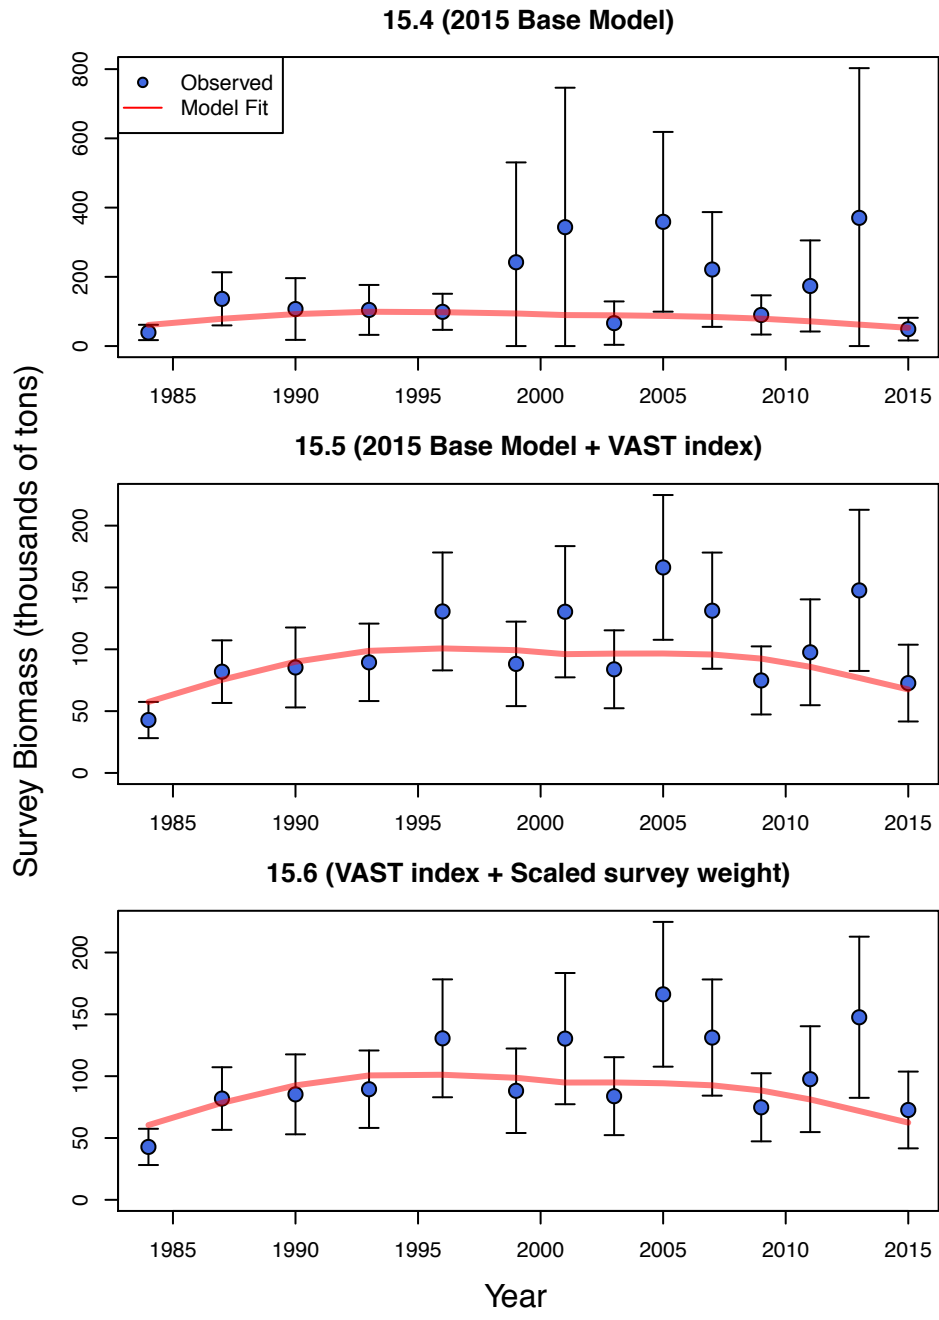 15.4 (2015 Base Model)
Observed
Model Fit
800
600
400
200
0
1985 1990 1995 2000 2005 2010 2015
15.5 (2015 Base Model + VAST index)
Survey Biomass (thousands of tons)
200
150
100
50
0
1985 1990 1995 2000 2005 2010 2015
15.6 (VAST index + Scaled survey weight)
200
150
100
50
0
1985 1990 1995 2000 2005 2010 2015
Year